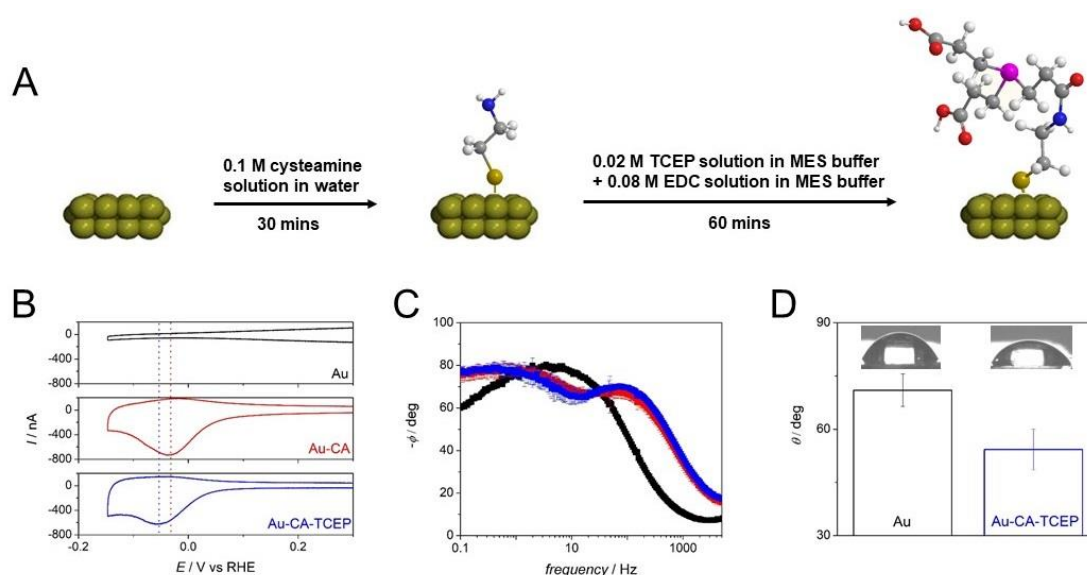 A
0.1 M cysteamine
solution in water
30 mins
0.02 M TCEP solution in MES buffer
+ 0.08 M EDC solution in MES buffer
60 mins
B
0
-400
-800
Au
0
-400
-800
Au-CA
0
-400
-800
Au-CA-TCEP
I / nA
-0.2
0.0
0.2
E / V vs RHE
C
100
80
60
40
20
0
-ϕ / deg
0.1
10
1000
frequency / Hz
D
90
60
30
θ / deg
Au
Au-CA-TCEP